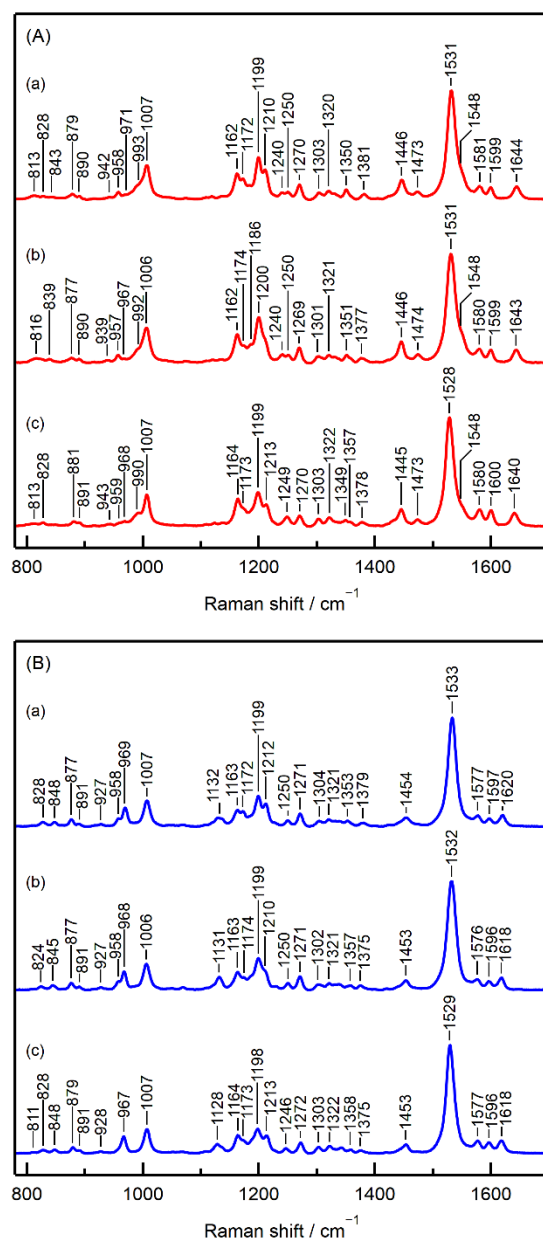 (A)
(a)
813 828 843 879 890 942 958 971 993 1007 1162 1172 1199 1210 1240 1250 1270 1303 1320 1350 1381 1446 1473 1531 1548 1581 1599 1644
(b)
816 839 877 890 939 957 967 992 1006 1162 1174 1186 1200 1240 1250 1269 1301 1321 1351 1377 1446 1474 1531 1548 1580 1599 1643
(c)
813 828 881 891 943 959 968 990 1007 1164 1173 1199 1213 1249 1270 1303 1322 1349 1357 1378 1445 1473 1528 1548 1580 1600 1640
800 1000 1200 1400 1600
Raman shift / cm⁻¹
(B)
(a)
828 848 877 891 927 958 969 1007 1132 1163 1172 1199 1212 1250 1271 1304 1321 1353 1379 1454 1533 1577 1597 1620
(b)
824 845 877 891 927 958 968 1006 1131 1163 1174 1199 1210 1250 1271 1302 1321 1357 1375 1453 1532 1576 1596 1618
(c)
811 828 848 879 891 928 967 1007 1128 1164 1173 1198 1213 1246 1272 1303 1322 1358 1375 1453 1529 1577 1596 1618
800 1000 1200 1400 1600
Raman shift / cm⁻¹